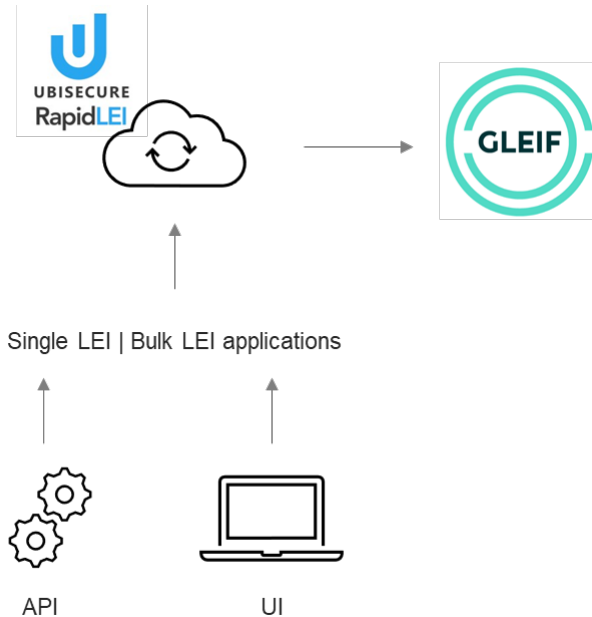 UBISECURE
RapidLEI
GLEIF
Single LEI | Bulk LEI applications
API
UI